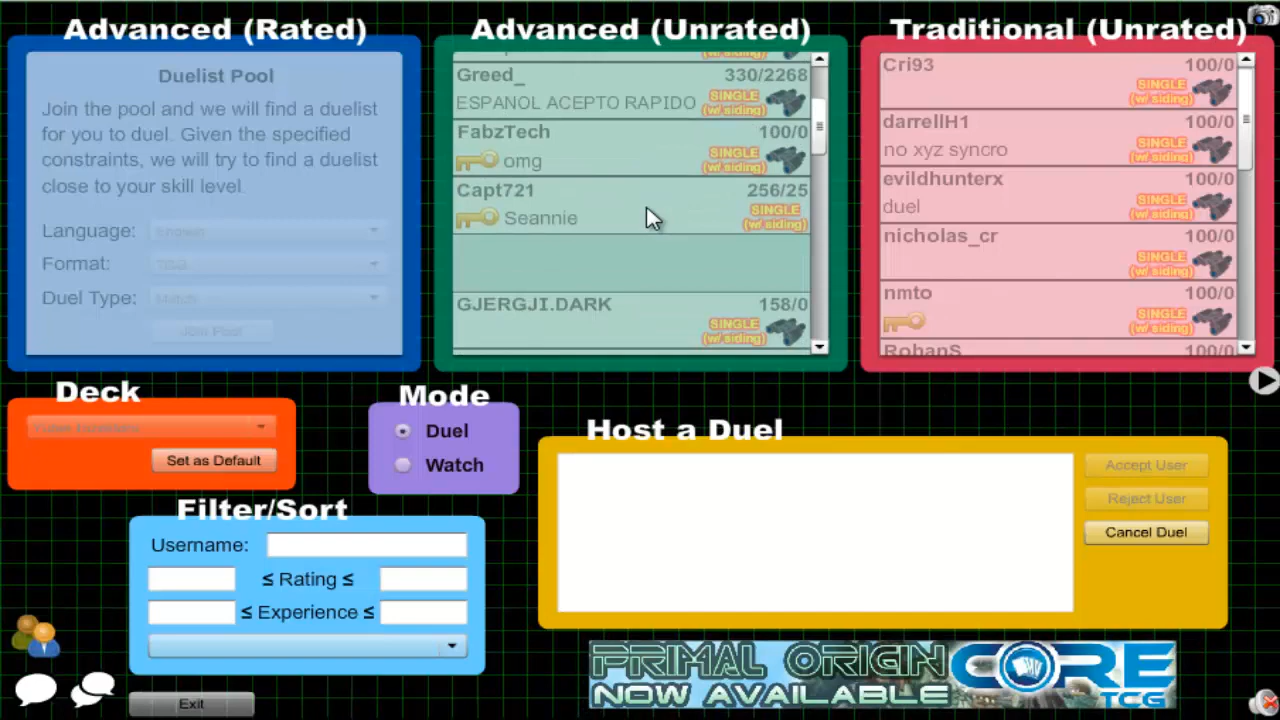 Advanced (Rated)
Duelist Pool
Join the pool and we will find a duelist
for you to duel. Given the specified
constraints, we will try to find a duelist
close to your skill level.
Language:
Format:
Duel Type:
Join Pool
Advanced (Unrated)
Greed_ 330/2268
ESPANOL ACEPTO RAPIDO SINGLE
(w/ siding)
FabzTech 100/0
omg SINGLE
(w/ siding)
Capt721 256/25
Seannie SINGLE
(w/ siding)
GJERGJI.DARK 158/0
SINGLE
(w/ siding)
Traditional (Unrated)
Cri93 100/0
SINGLE
(w/ siding)
darrellH1 100/0
no xyz syncro SINGLE
(w/ siding)
evildhunterx 100/0
duel SINGLE
(w/ siding)
nicholas_cr 100/0
SINGLE
(w/ siding)
nmto 100/0
SINGLE
(w/ siding)
RohanS 100/0
Deck
Set as Default
Mode
Duel
Watch
Filter/Sort
Username:
≤ Rating ≤
≤ Experience ≤
Host a Duel
Accept User
Reject User
Cancel Duel
PRIMAL ORIGIN
NOW AVAILABLE
CORE
TCG
Exit